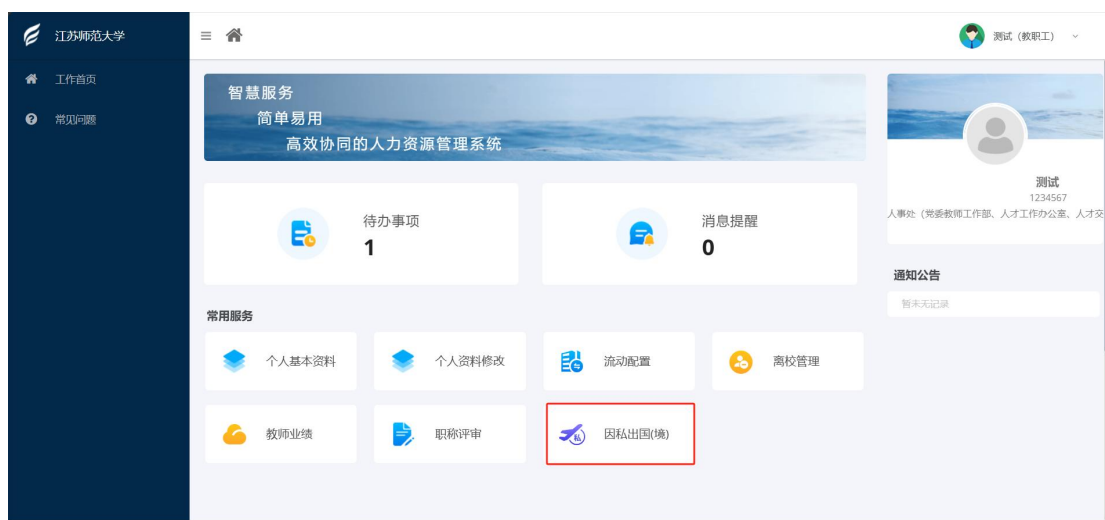 江苏师范大学
测试（教职工）
工作首页
常见问题
智慧服务
简单易用
高效协同的人力资源管理系统
测试
1234567
人事处（党委教师工作部、人才工作办公室、人才交
待办事项
1
消息提醒
0
通知公告
暂未无记录
常用服务
个人基本资料
个人资料修改
流动配置
离校管理
教师业绩
职称评审
私
因私出国(境)